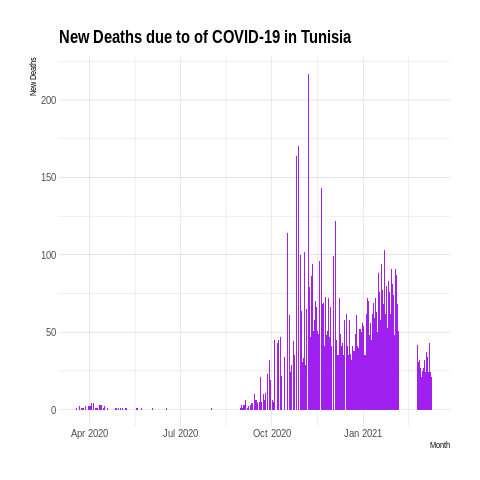 New Deaths due to of COVID-19 in Tunisia
New Deaths
200
150
100
50
0
Apr 2020 Jul 2020 Oct 2020 Jan 2021
Month